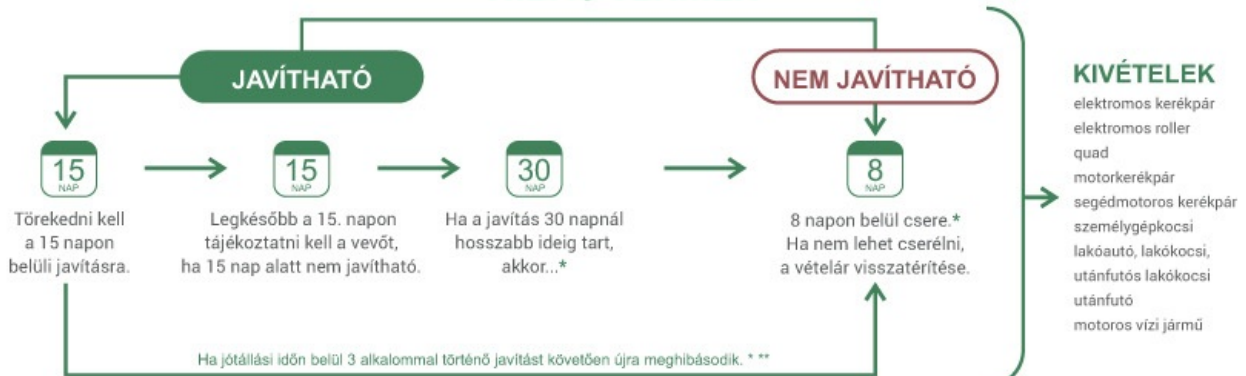 JAVÍTHATÓ
NEM JAVÍTHATÓ
15
NAP
Törekedni kell
a 15 napon
belüli javításra.
15
NAP
Legkésőbb a 15. napon
tájékoztatni kell a vevőt,
ha 15 nap alatt nem javítható.
30
NAP
Ha a javítás 30 napnál
hosszabb ideig tart,
akkor...*
8
NAP
8 napon belül csere.*
Ha nem lehet cserélni,
a vételár visszatérítése.
Ha jótállási időn belül 3 alkalommal történő javítást követően újra meghibásodik. * **
KIVÉTELEK
elektromos kerékpár
elektromos roller
quad
motorkerékpár
segédmotoros kerékpár
személygépkocsi
lakóautó, lakókocsi,
utánfutós lakókocsi
utánfutó
motoros vízi jármű